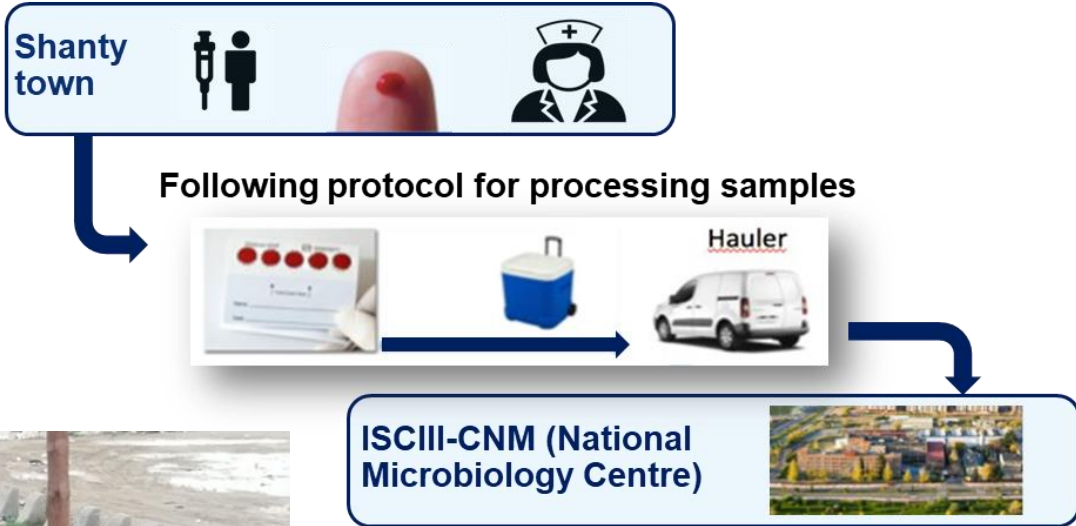 Shanty
town
Following protocol for processing samples
Hauler
ISCIII-CNM (National
Microbiology Centre)